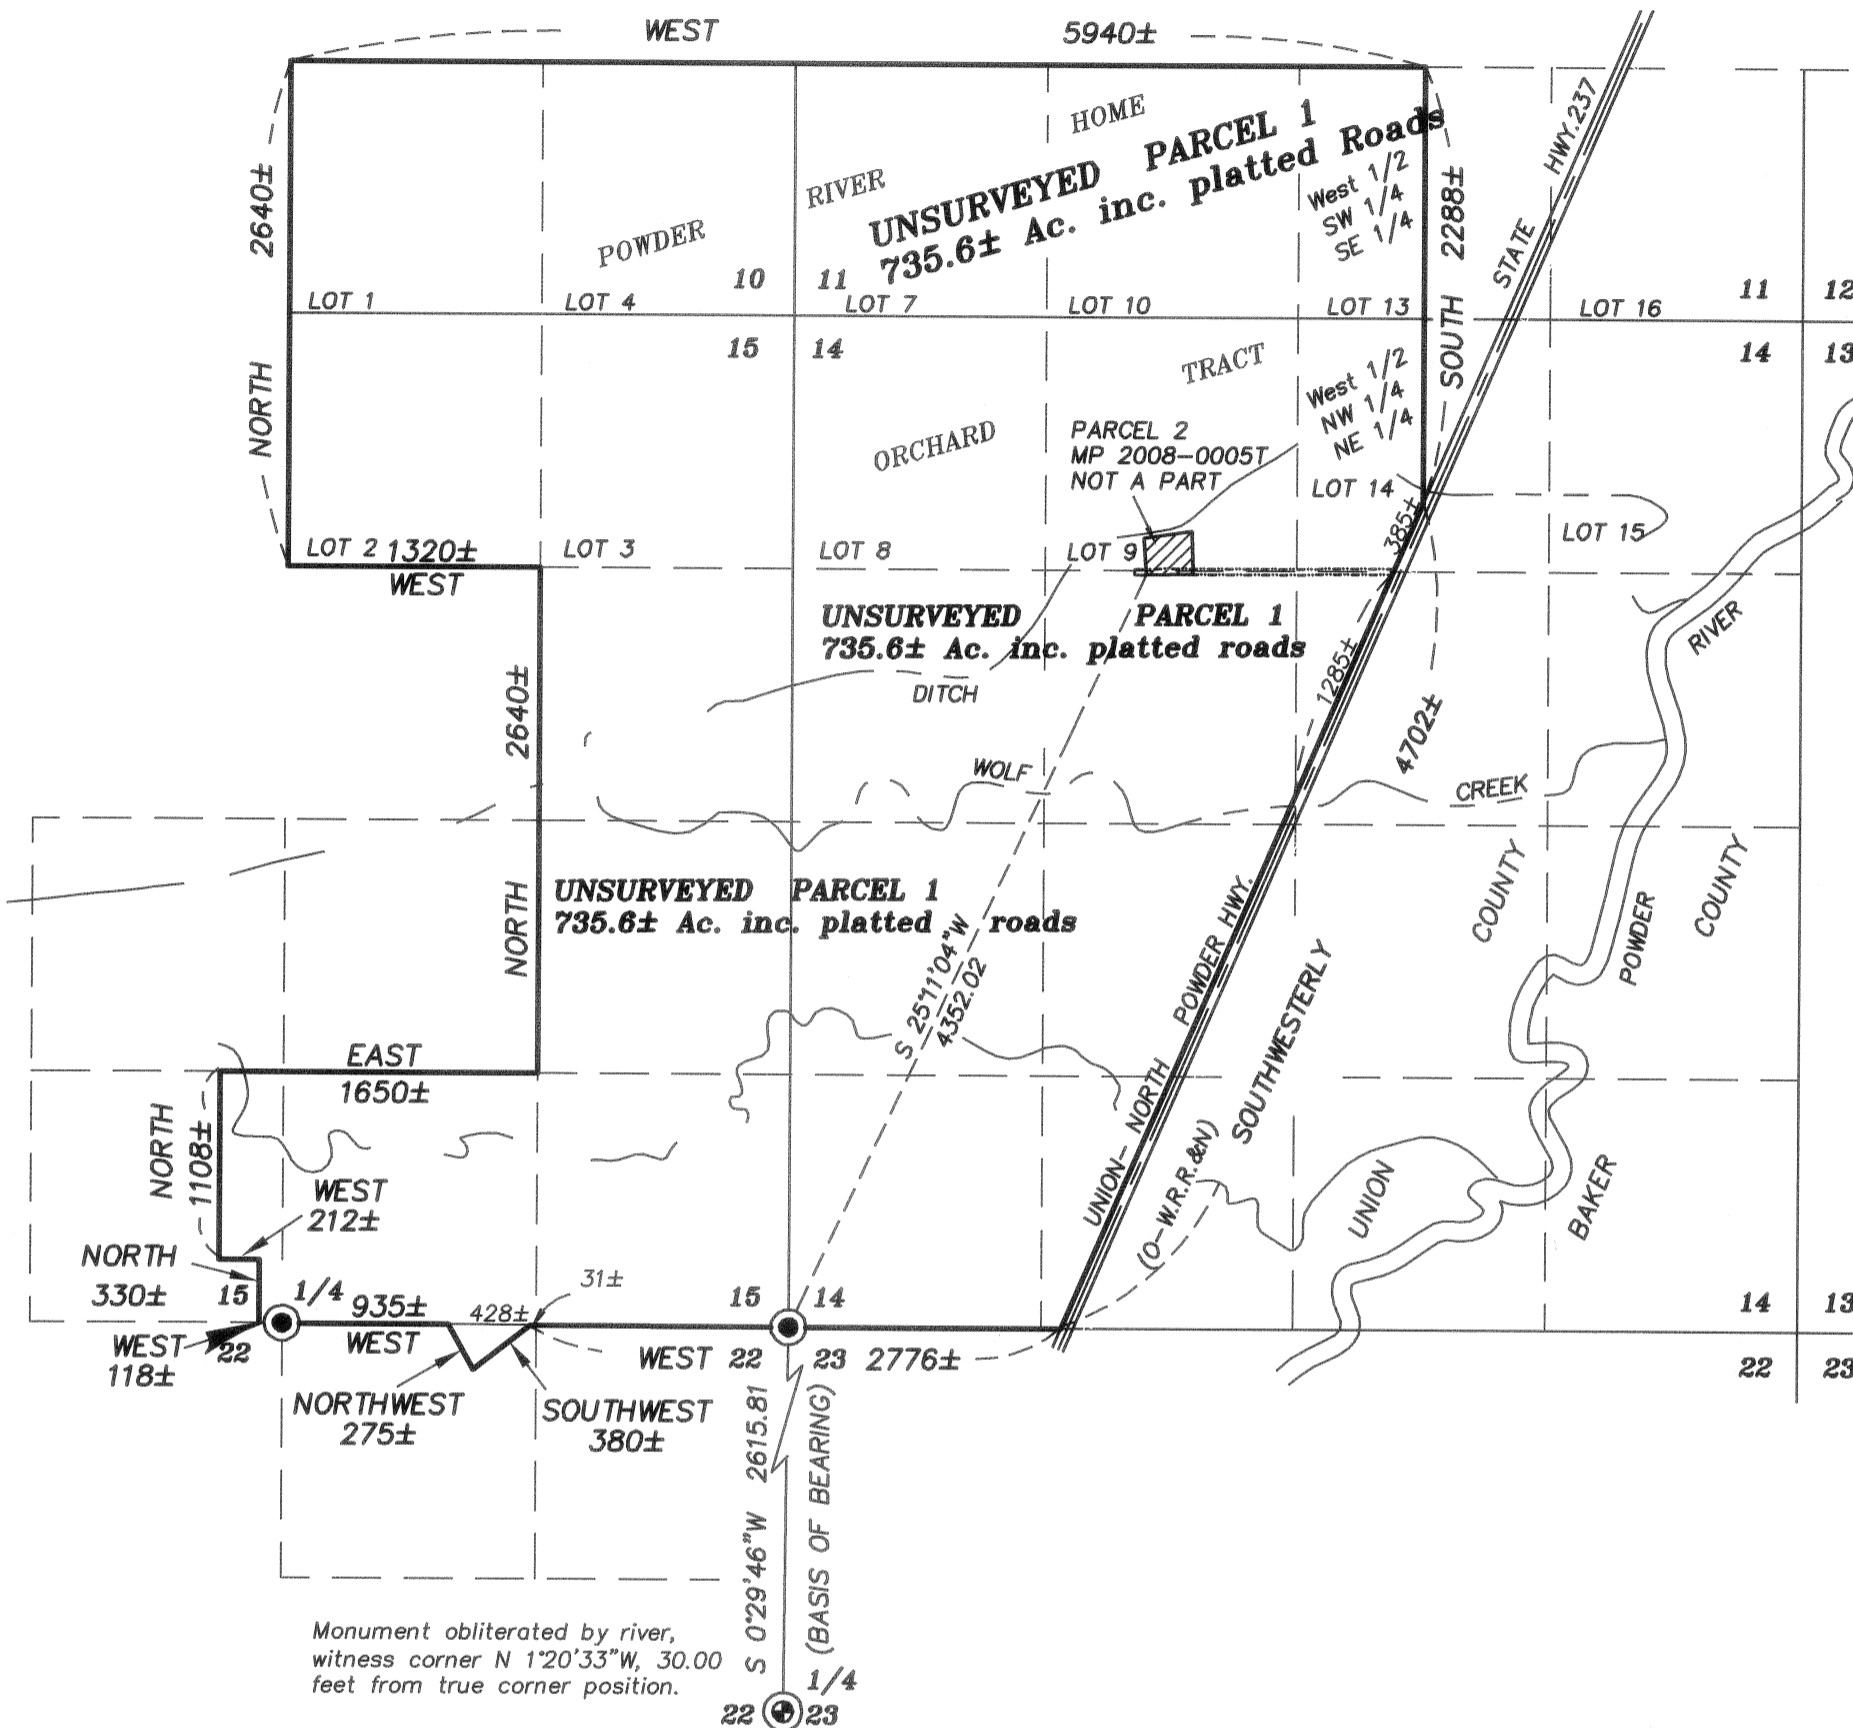 WEST 5940±
HOME
UNSURVEYED PARCEL 1
735.6± Ac. inc. platted Roads
RIVER
POWDER
West 1/2
SW 1/4
SE 1/4
2640±
NORTH
SOUTH 2288±
STATE HWY.237
10 11
LOT 1
LOT 4
LOT 7
LOT 10
LOT 13
LOT 16
11 12
15 14
14 13
TRACT
West 1/2
NW 1/4
NE 1/4
ORCHARD
PARCEL 2
MP 2008-0005T
NOT A PART
LOT 14
385±
LOT 15
LOT 2 1320±
WEST
LOT 3
LOT 8
LOT 9
UNSURVEYED PARCEL 1
735.6± Ac. inc. platted roads
RIVER
1285±
DITCH
2640±
NORTH
4702±
WOLF
CREEK
UNSURVEYED PARCEL 1
735.6± Ac. inc. platted roads
COUNTY
COUNTY
POWDER
S 25°11'04"W
4352.02
UNION- NORTH POWDER HWY.
SOUTHWESTERLY
(O-W.R.R.&N)
EAST
1650±
NORTH
1108±
WEST
212±
UNION
BAKER
NORTH
330±
15 1/4
935±
WEST
428±
31±
15 14
14 13
WEST
118±
22
WEST 22 23 2776±
22 23
NORTHWEST
275±
SOUTHWEST
380±
S 0°29'46"W 2615.81
(BASIS OF BEARING)
Monument obliterated by river,
witness corner N 1°20'33"W, 30.00
feet from true corner position.
1/4
22 23